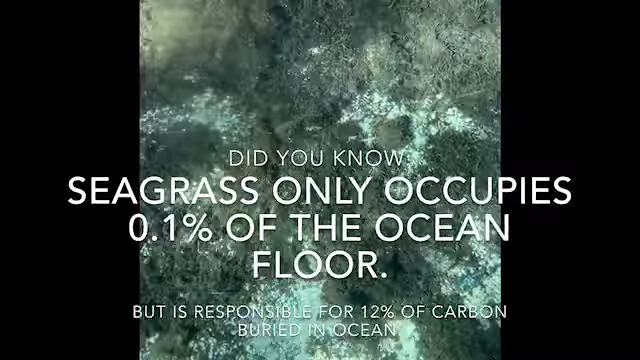 DID YOU KNOW:
SEAGRASS ONLY OCCUPIES
0.1% OF THE OCEAN
FLOOR.
BUT IS RESPONSIBLE FOR 12% OF CARBON
BURIED IN OCEAN